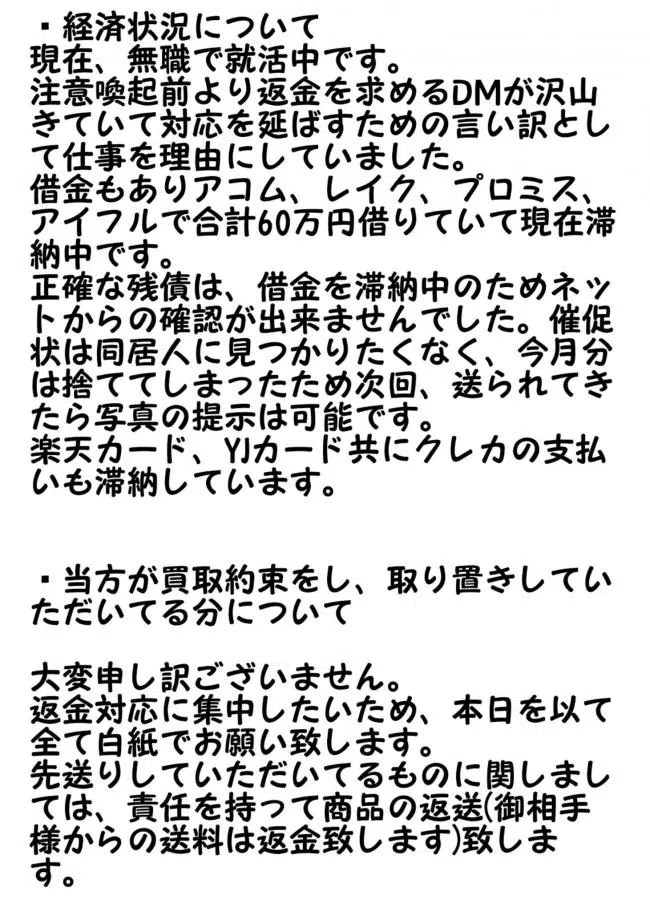 ・経済状況について
現在、無職で就活中です。
注意喚起前より返金を求めるDMが沢山
きていて対応を延ばすための言い訳とし
て仕事を理由にしていました。
借金もありアコム、レイク、プロミス、
アイフルで合計60万円借りていて現在滞
納中です。
正確な残債は、借金を滞納中のためネッ
トからの確認が出来ませんでした。催促
状は同居人に見つかりたくなく、今月分
は捨ててしまったため次回、送られてき
たら写真の提示は可能です。
楽天カード、YJカード共にクレカの支払
いも滞納しています。
・当方が買取約束をし、取り置きしてい
ただいてる分について
大変申し訳ございません。
返金対応に集中したいため、本日を以て
全て白紙でお願い致します。
先送りしていただいてるものに関しまし
ては、責任を持って商品の返送(御相手
様からの送料は返金致します)致しま
す。